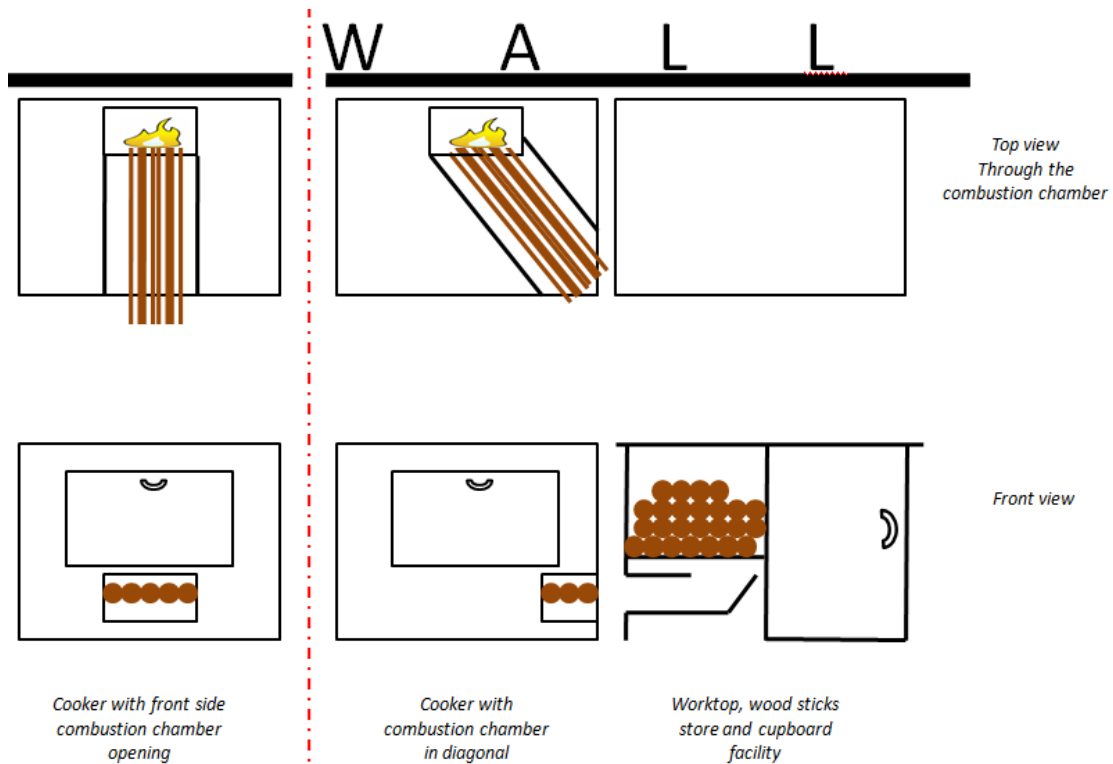 W A L L
Top view
Through the
combustion chamber
Front view
Cooker with front side
combustion chamber
opening
Cooker with
combustion chamber
in diagonal
Worktop, wood sticks
store and cupboard
facility